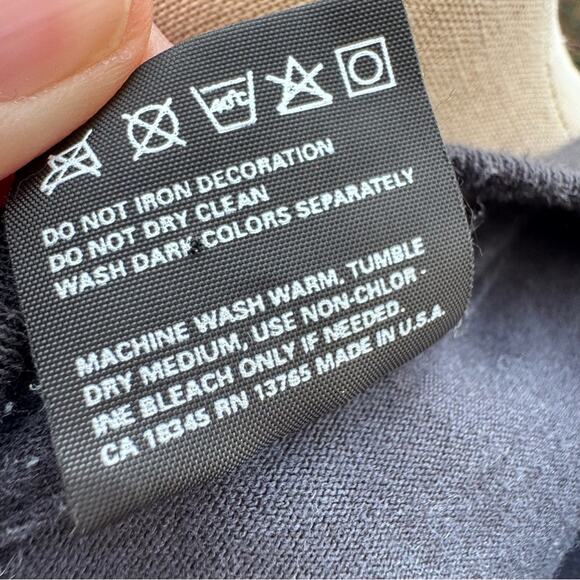 40°C
DO NOT IRON DECORATION
DO NOT DRY CLEAN
WASH DARK COLORS SEPARATELY
MACHINE WASH WARM, TUMBLE
DRY MEDIUM, USE NON-CHLOR-
INE BLEACH ONLY IF NEEDED.
CA 18345 RN 13765 MADE IN U.S.A.